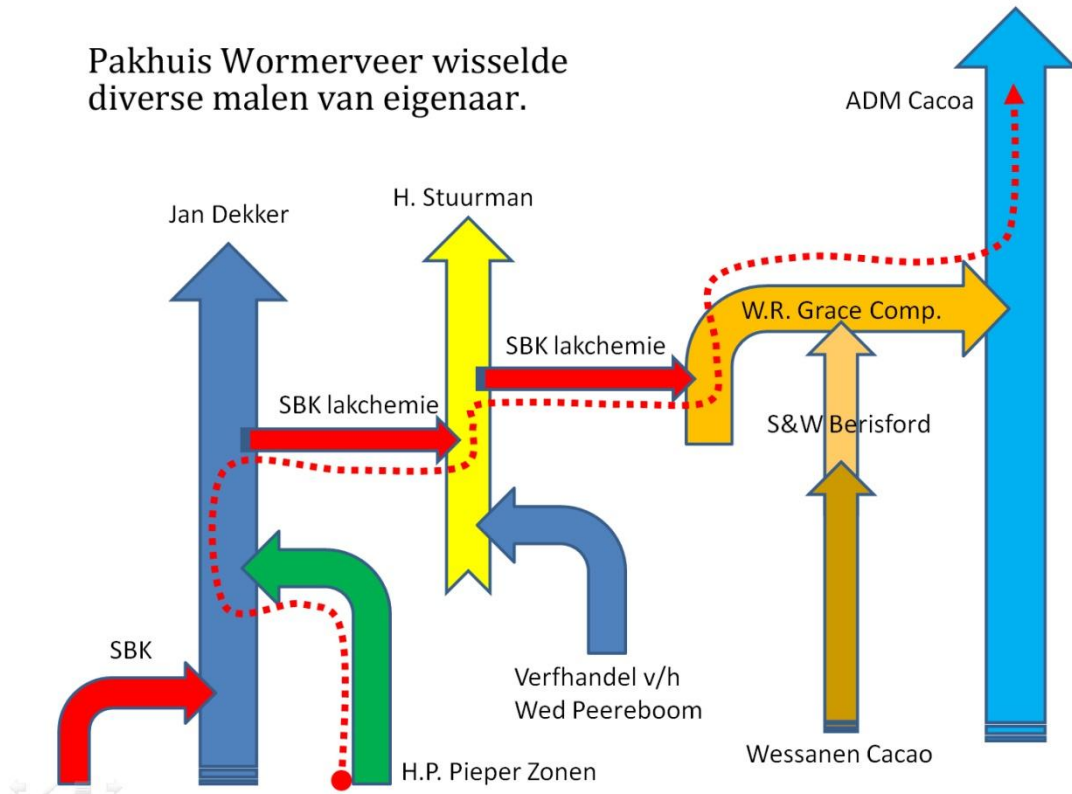 Pakhuis Wormerveer wisselde
diverse malen van eigenaar.
ADM Cacoa
Jan Dekker
H. Stuurman
W.R. Grace Comp.
SBK lakchemie
SBK lakchemie
S&W Berisford
SBK
Verfhandel v/h
Wed Peereboom
Wessanen Cacao
H.P. Pieper Zonen